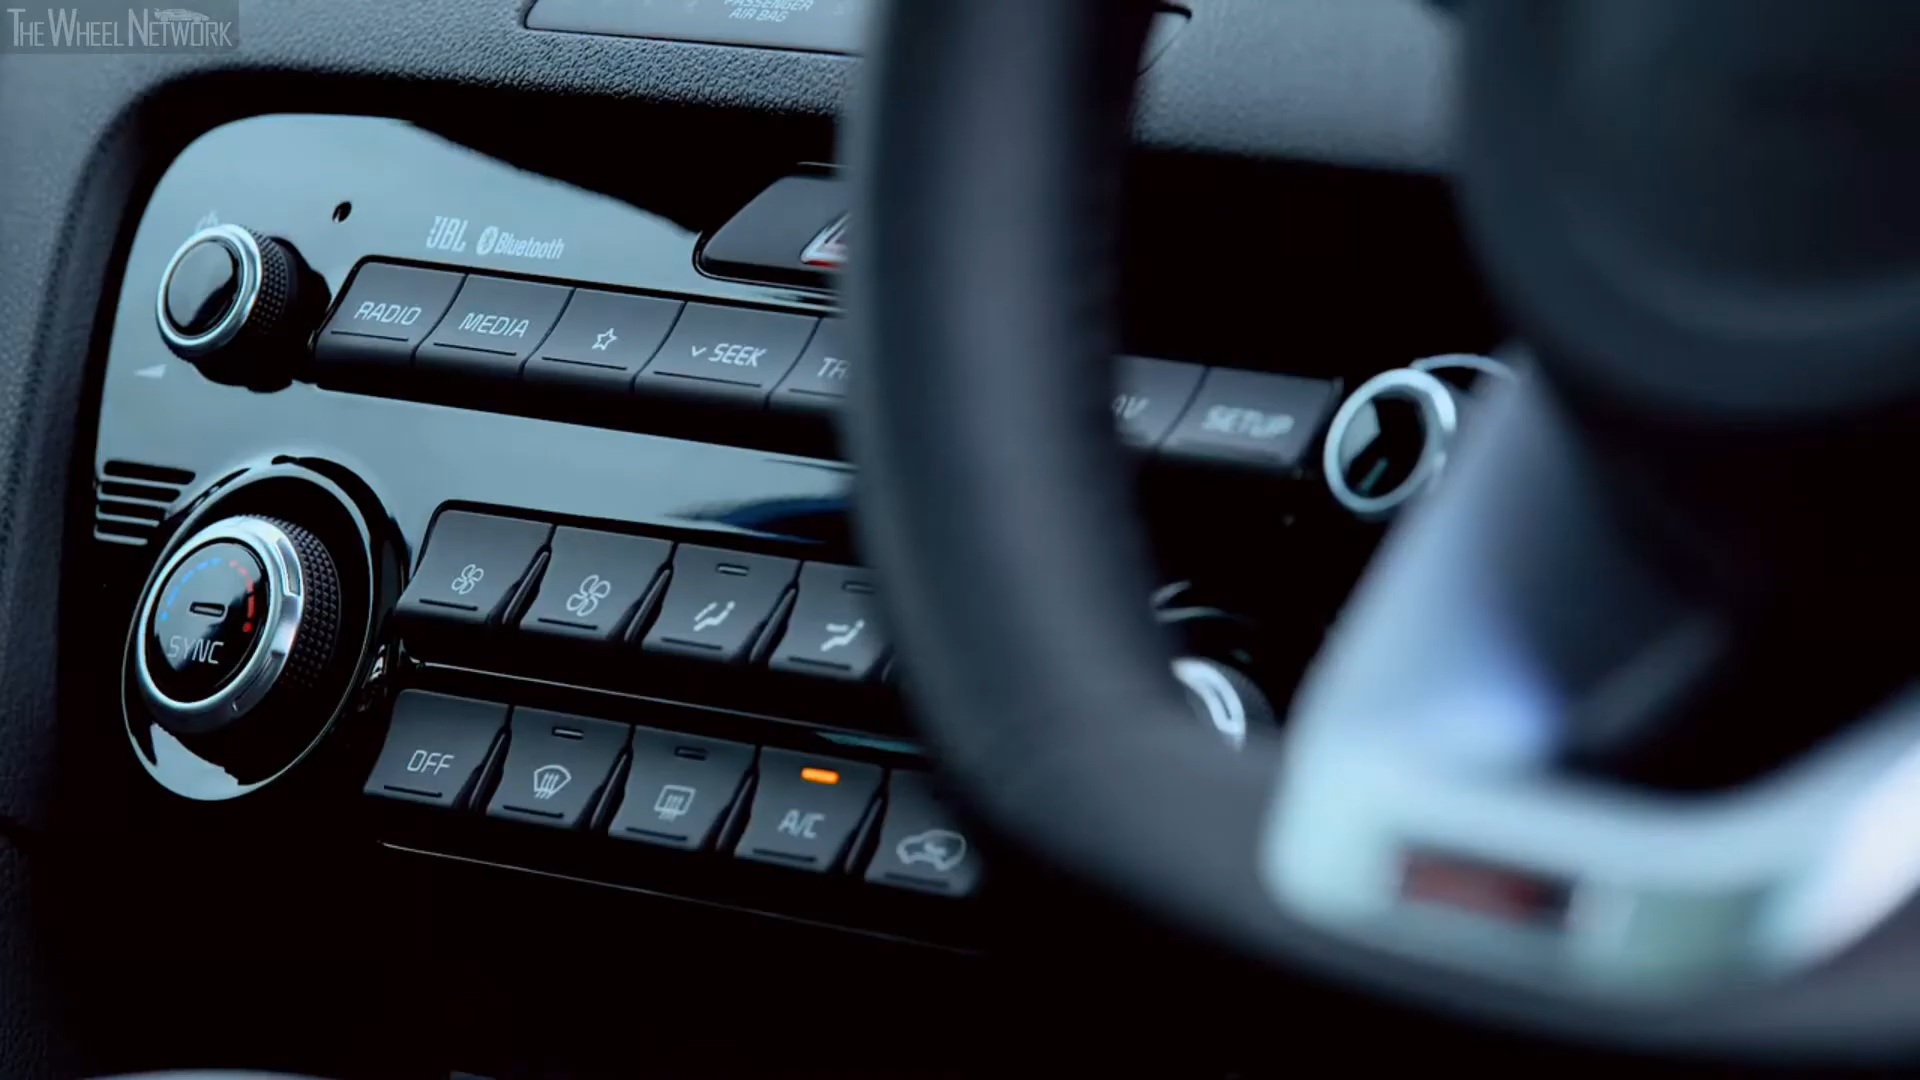 THE WHEEL NETWORK
PASSENGER
AIR BAG
JBL Bluetooth
RADIO
MEDIA
SEEK
SETUP
SYNC
OFF
A/C